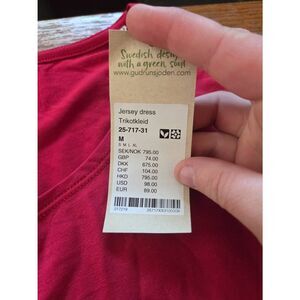 Swedish design
with a green soul
www.gudrunsjoden.com
Jersey dress
Trikotkleid
25-717-31
M
S M L XL
SEK/NOK 795.00
GBP 74.00
DKK 675.00
CHF 104.00
HKD 795.00
USD 98.00
EUR 89.00